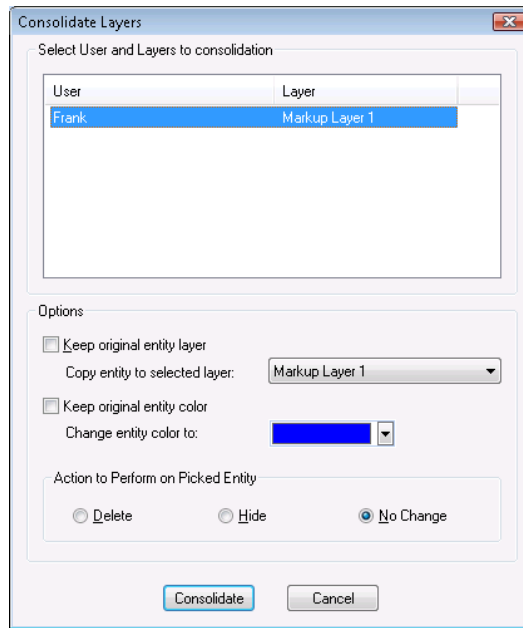 Consolidate Layers
Select User and Layers to consolidation
User Layer
Frank Markup Layer 1
Options
Keep original entity layer
Copy entity to selected layer: Markup Layer 1
Keep original entity color
Change entity color to:
Action to Perform on Picked Entity
Delete Hide No Change
Consolidate Cancel